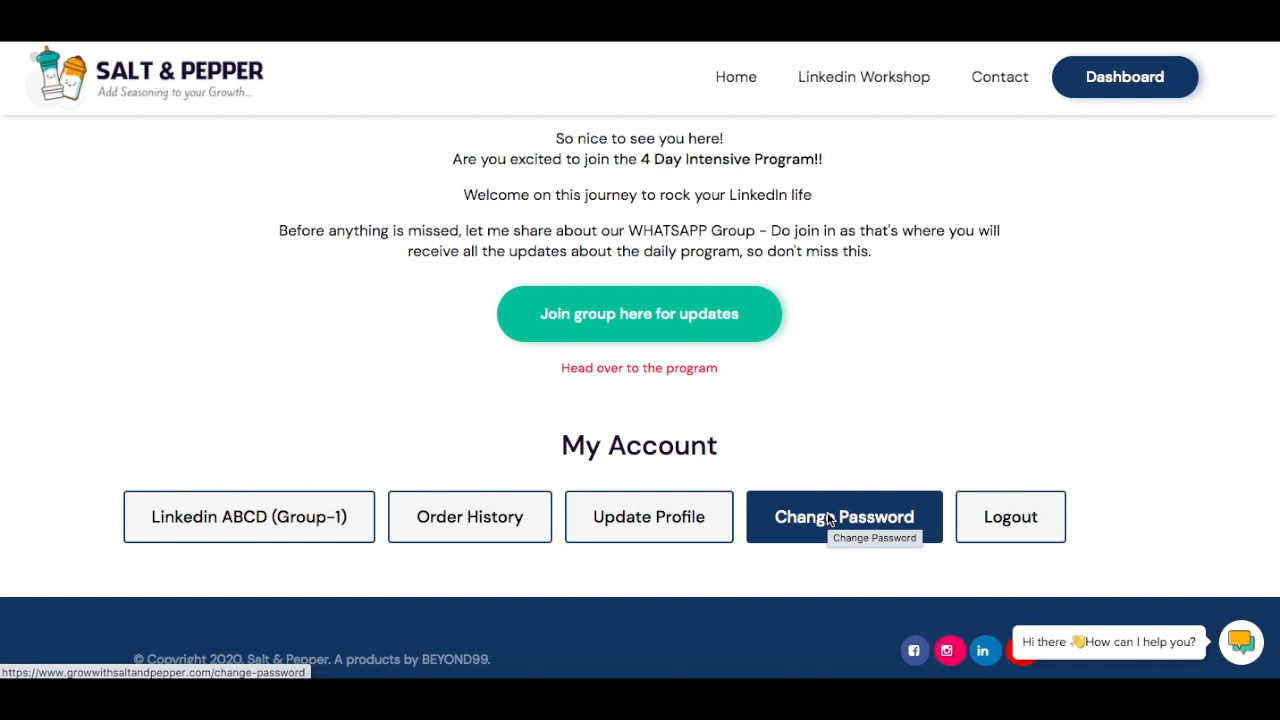 SALT & PEPPER
Add Seasoning to your Growth...
Home
Linkedin Workshop
Contact
Dashboard
So nice to see you here!
Are you excited to join the 4 Day Intensive Program!!
Welcome on this journey to rock your LinkedIn life
Before anything is missed, let me share about our WHATSAPP Group - Do join in as that's where you will
receive all the updates about the daily program, so don't miss this.
Join group here for updates
Head over to the program
My Account
Linkedin ABCD (Group-1)
Order History
Update Profile
Change Password
Logout
Change Password
Hi there 👋How can I help you?
© Copyright 2020. Salt & Pepper. A products by BEYOND99.
https://www.growwithsaltandpepper.com/change-password